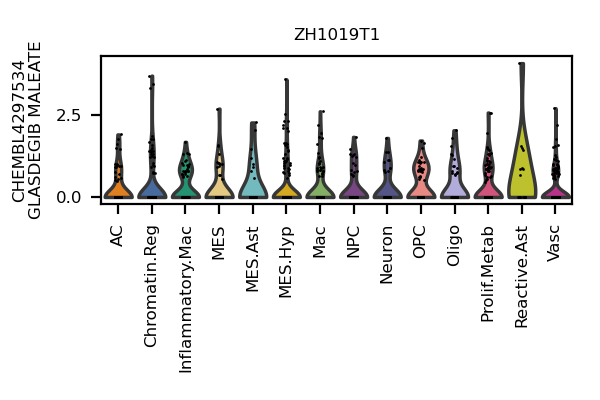 ZH1019T1
CHEMBL4297534
GLASDEGIB MALEATE
2.5
0.0
AC
Chromatin.Reg
Inflammatory.Mac
MES
MES.Ast
MES.Hyp
Mac
NPC
Neuron
OPC
Oligo
Prolif.Metab
Reactive.Ast
Vasc